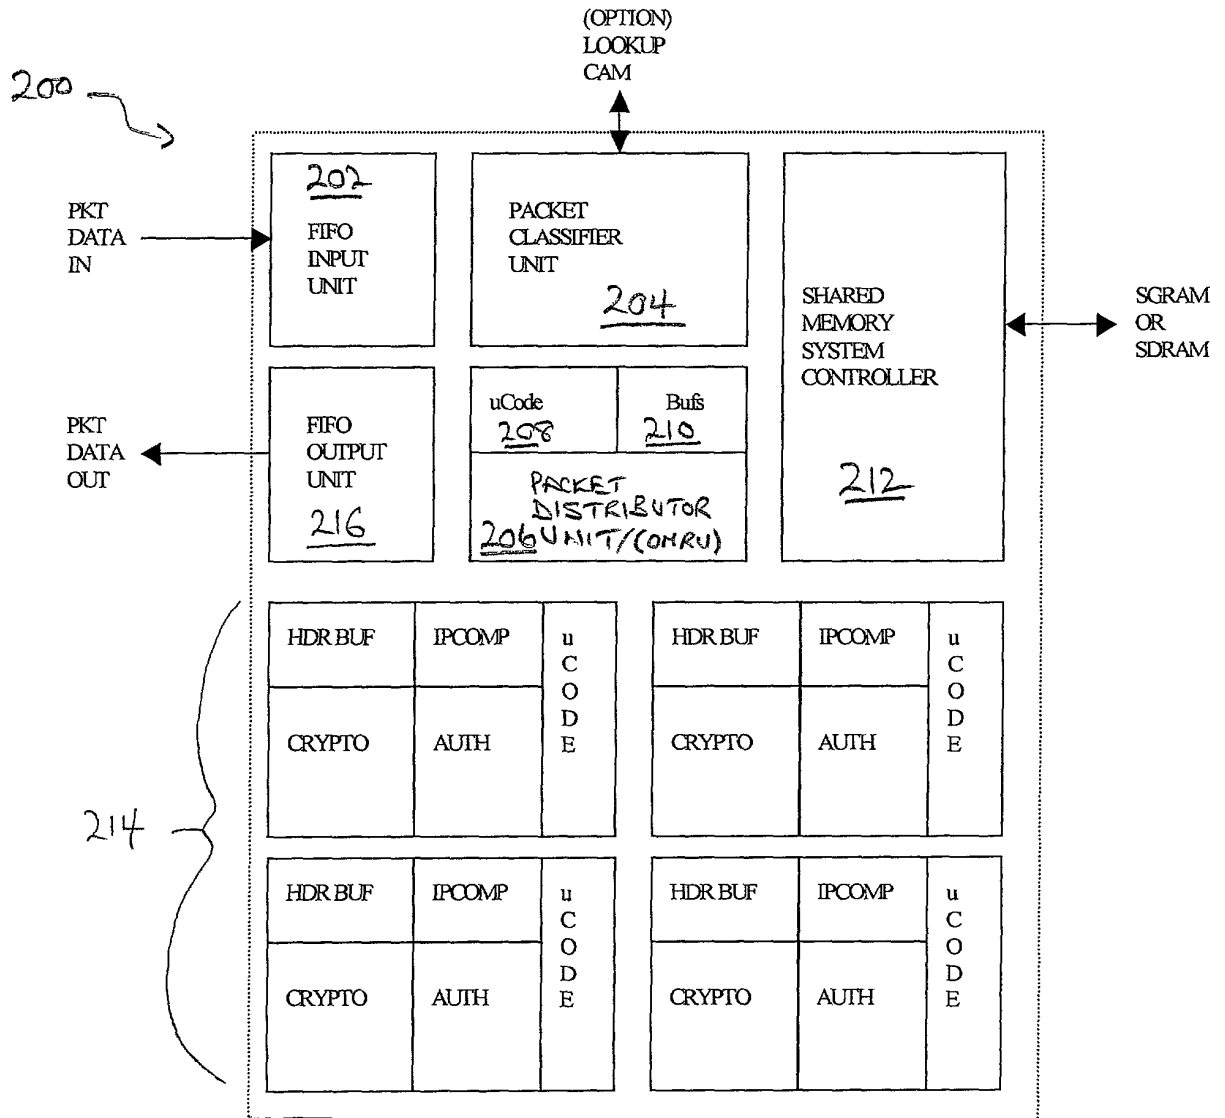 (OPTION)
LOOKUP
CAM
200
PKT
DATA
IN
202
FIFO
INPUT
UNIT
PACKET
CLASSIFIER
UNIT
204
SHARED
MEMORY
SYSTEM
CONTROLLER
212
SGRAM
OR
SDRAM
PKT
DATA
OUT
FIFO
OUTPUT
UNIT
216
uCode
208
Bufs
210
PACKET
DISTRIBUTOR
206 UNIT/(OHRU)
214
HDR BUF
IPCOMP
u
C
O
D
E
CRYPTO
AUTH
HDR BUF
IPCOMP
u
C
O
D
E
CRYPTO
AUTH
HDR BUF
IPCOMP
u
C
O
D
E
CRYPTO
AUTH
HDR BUF
IPCOMP
u
C
O
D
E
CRYPTO
AUTH